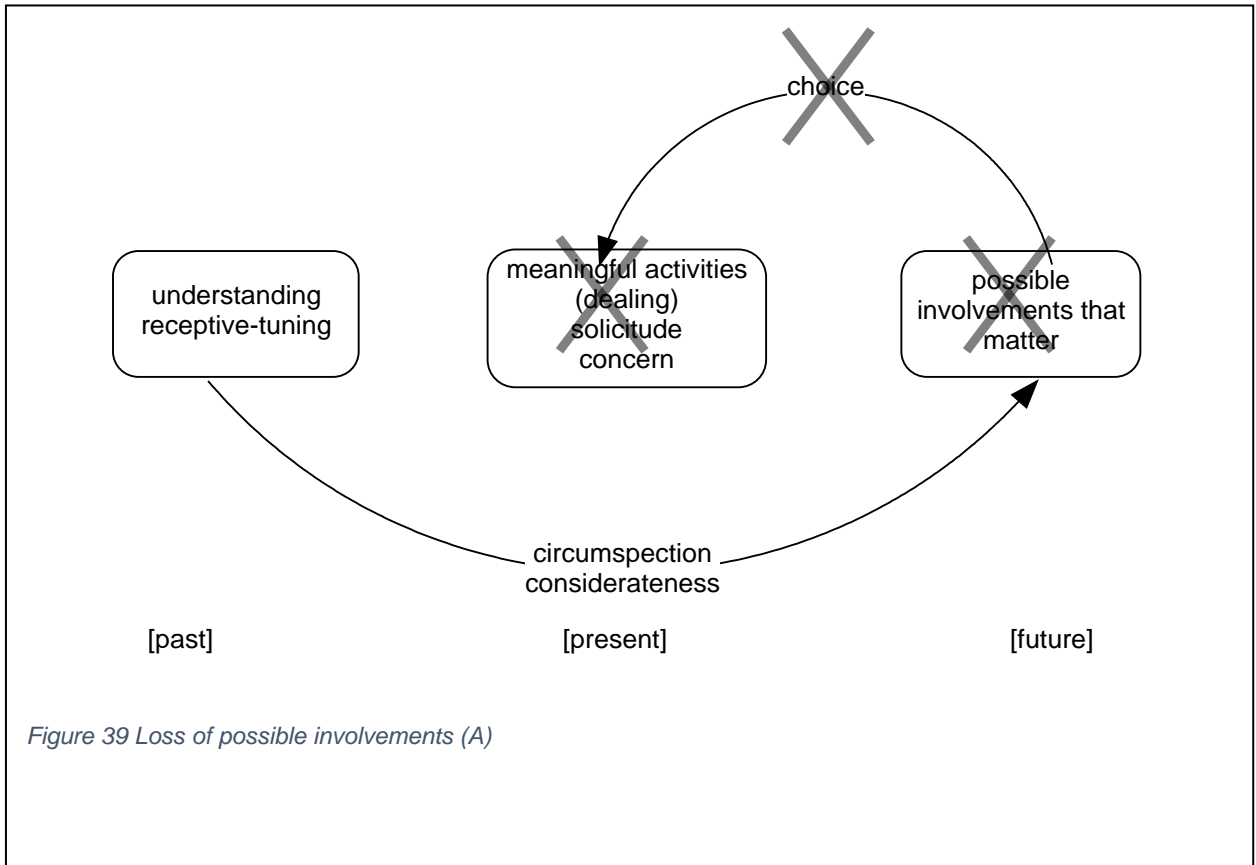 choice
understanding
receptive-tuning
meaningful activities
(dealing)
solicitude
concern
possible
involvements that
matter
circumspection
considerateness
[past]
[present]
[future]
Figure 39 Loss of possible involvements (A)